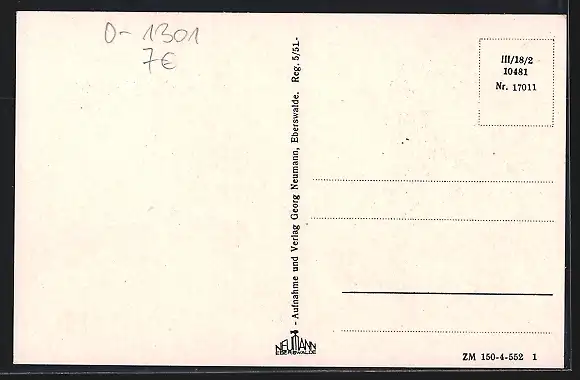 0-1301
7€
- Aufnahme und Verlag Georg Neumann, Eberswalde. Reg. 5/51.-
NEUMANN
EBERSWALDE
III/18/2
10481
Nr. 17011
ZM 150-4-552 1